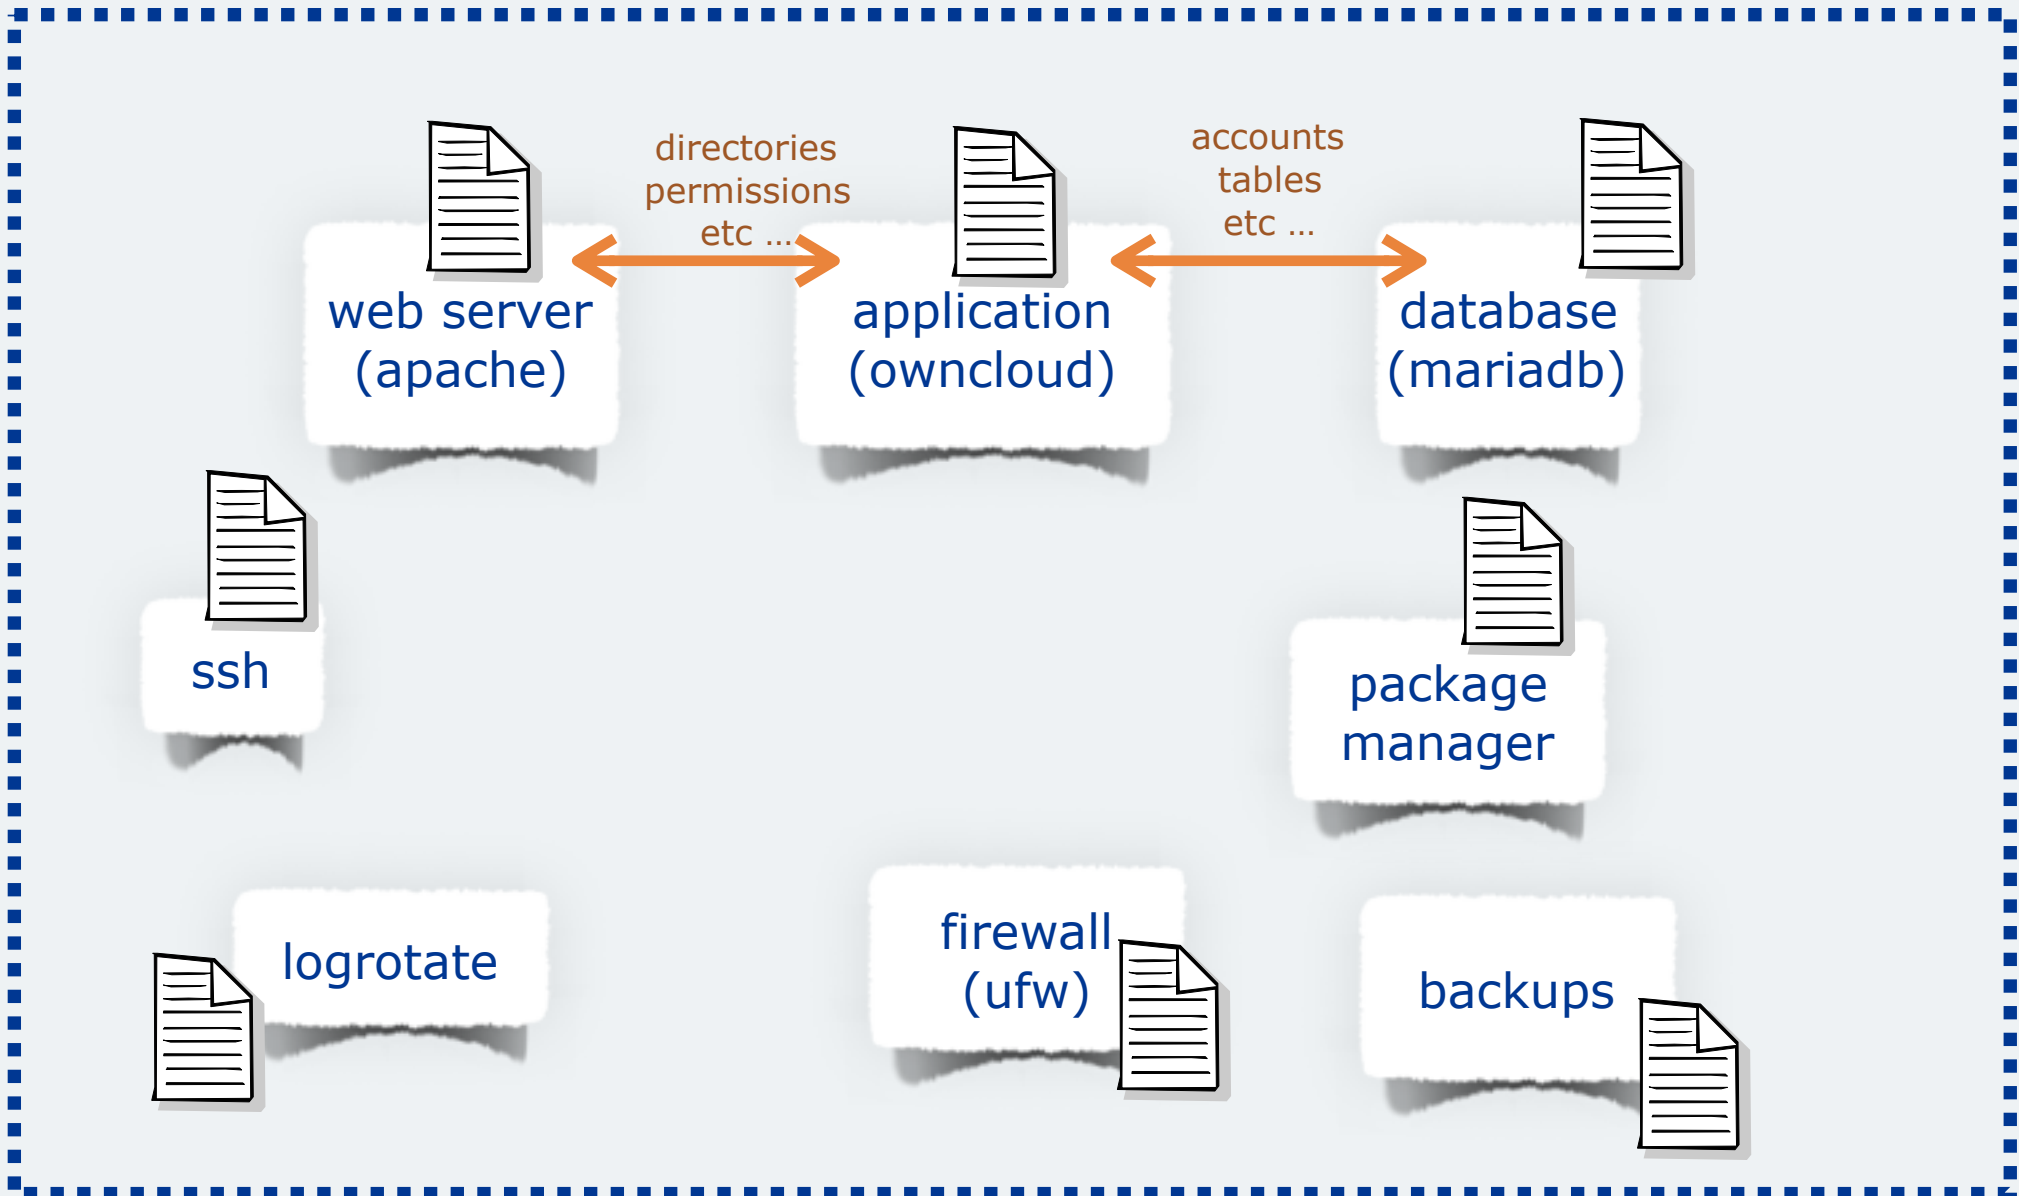 directories
permissions
etc ...
accounts
tables
etc ...
web server
(apache)
application
(owncloud)
database
(mariadb)
ssh
package
manager
logrotate
firewall
(ufw)
backups